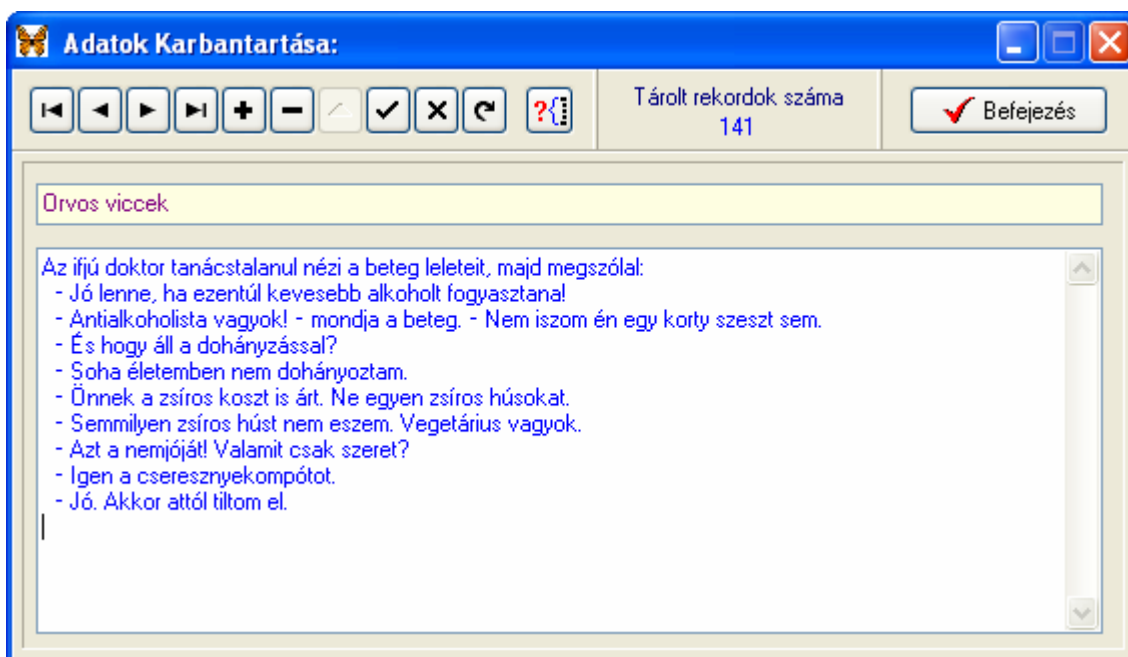 Adatok Karbantartása:
Tárolt rekordok száma
141
Befejezés
Orvos viccek
Az ifjú doktor tanácstalanul nézi a beteg leleteit, majd megszólal:
- Jó lenne, ha ezentúl kevesebb alkoholt fogyasztana!
- Antialkoholista vagyok! - mondja a beteg. - Nem iszom én egy korty szeszt sem.
- És hogy áll a dohányzással?
- Soha életemben nem dohányoztam.
- Önnek a zsíros koszt is árt. Ne egyen zsíros húsokat.
- Semmilyen zsíros húst nem eszem. Vegetárius vagyok.
- Azt a nemjóját! Valamit csak szeret?
- Igen a cseresznyekompótot.
- Jó. Akkor attól tiltom el.